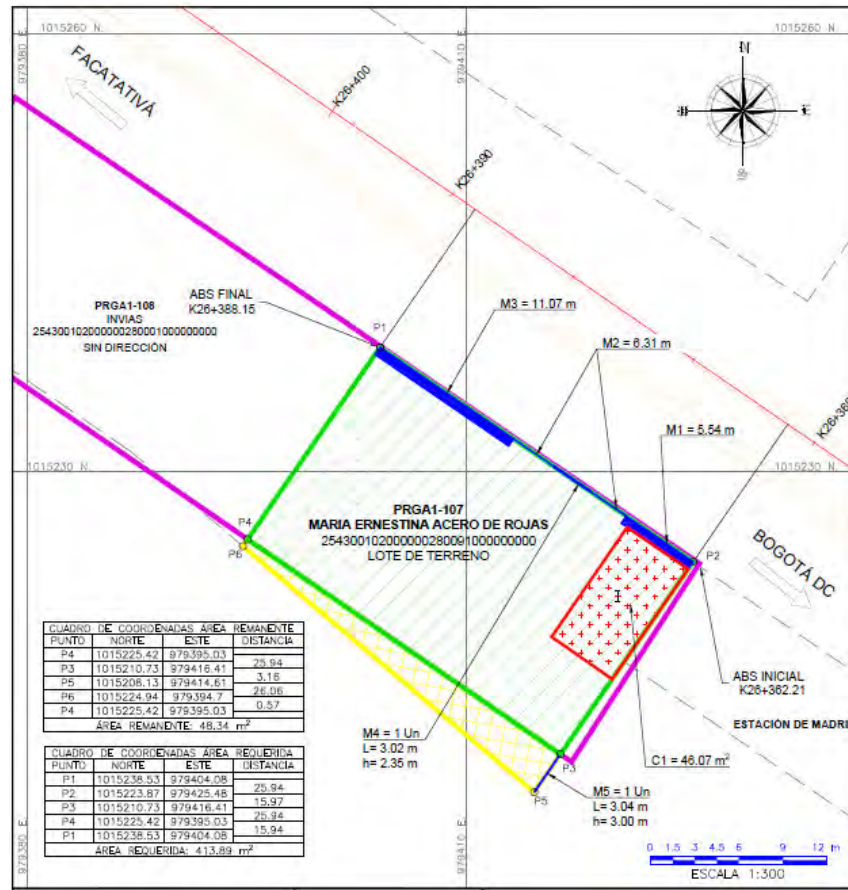 1015260 N.
1015260 N.
979380 E.
979410 E.
FACATATIVÁ
K26+400
K26+390
K26+360
N
PRGA1-108
INVIAS
254300102000000280001000000000
SIN DIRECCIÓN
ABS FINAL
K26+388.15
P1
M3 = 11.07 m
M2 = 6.31 m
M1 = 5.54 m
1015230 N.
1015230 N.
PRGA1-107
MARIA ERNESTINA ACERO DE ROJAS
254300102000000280091000000000
LOTE DE TERRENO
P4
P6
P2
BOGOTÁ DC
I
ABS INICIAL
K26+362.21
ESTACIÓN DE MADRI
CUADRO DE COORDENADAS ÁREA REMANENTE
PUNTO NORTE ESTE DISTANCIA
P4 1015225.42 979395.03
25.94
P3 1015210.73 979416.41
3.16
P5 1015208.13 979414.61
26.06
P6 1015224.94 979394.7
0.57
P4 1015225.42 979395.03
ÁREA REMANENTE: 48.34 m²
M4 = 1 Un
L= 3.02 m
h= 2.35 m
C1 = 46.07 m²
P3
P5
M5 = 1 Un
L= 3.04 m
h= 3.00 m
CUADRO DE COORDENADAS ÁREA REQUERIDA
PUNTO NORTE ESTE DISTANCIA
P1 1015238.53 979404.08
25.94
P2 1015223.87 979425.48
15.97
P3 1015210.73 979416.41
25.94
P4 1015225.42 979395.03
15.94
P1 1015238.53 979404.08
ÁREA REQUERIDA: 413.89 m²
979380 E.
979410 E.
0 1.5 3 4.5 6 9 12 m
ESCALA 1:300